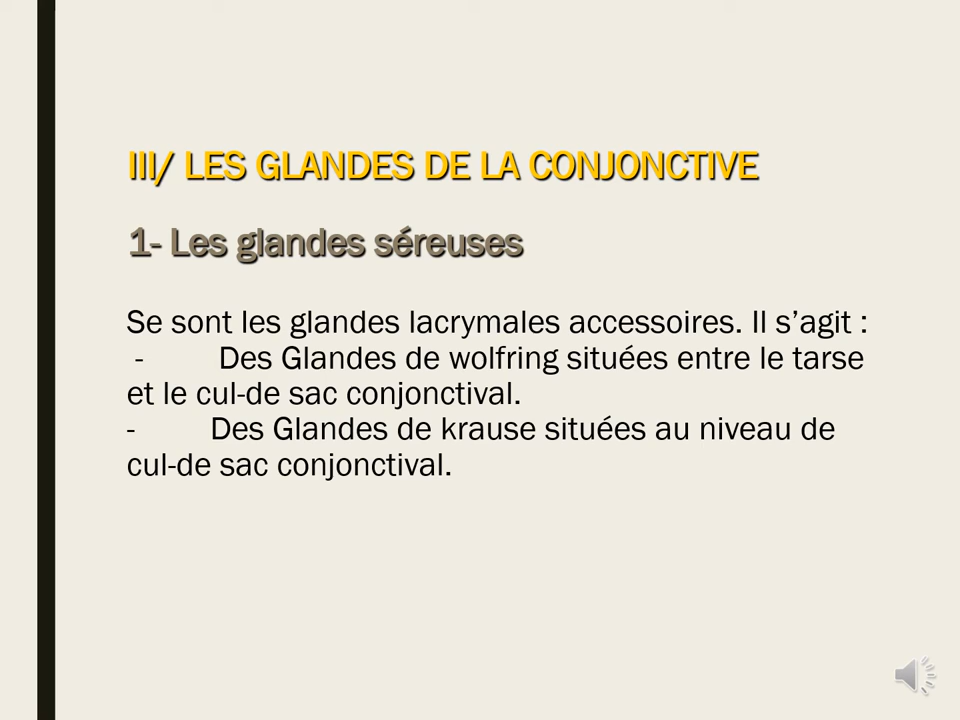 III/ LES GLANDES DE LA CONJONCTIVE
1- Les glandes séreuses
Se sont les glandes lacrymales accessoires. Il s’agit :
- Des Glandes de wolfring situées entre le tarse
et le cul-de sac conjonctival.
- Des Glandes de krause situées au niveau de
cul-de sac conjonctival.